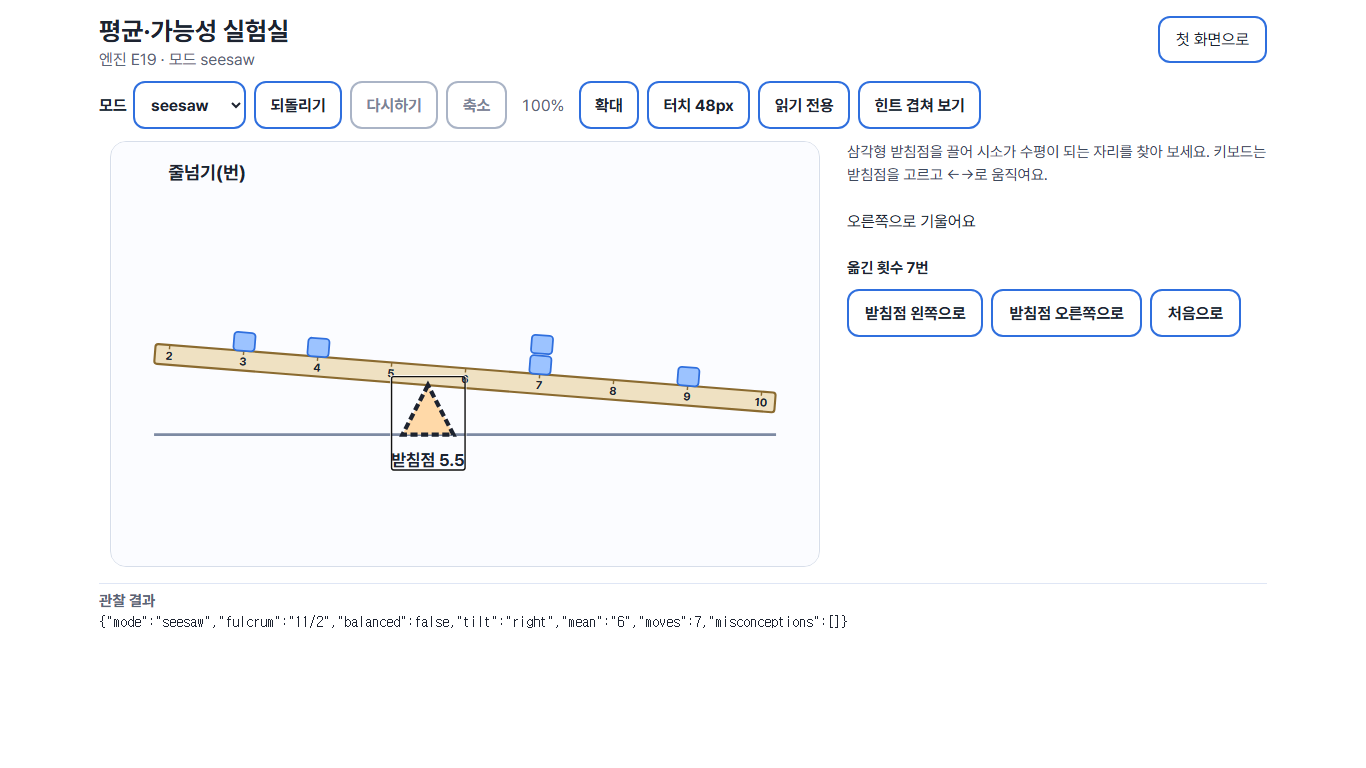 평균·가능성 실험실
엔진 E19 · 모드 seesaw
첫 화면으로
모드 seesaw 되돌리기 다시하기 축소 100% 확대 터치 48px 읽기 전용 힌트 겹쳐 보기
줄넘기(번)
2 3 4 5 6 7 8 9 10
받침점 5.5
삼각형 받침점을 끌어 시소가 수평이 되는 자리를 찾아 보세요. 키보드는
받침점을 고르고 ←→로 움직여요.
오른쪽으로 기울어요
옮긴 횟수 7번
받침점 왼쪽으로 받침점 오른쪽으로 처음으로
관찰 결과
{"mode":"seesaw","fulcrum":"11/2","balanced":false,"tilt":"right","mean":"6","moves":7,"misconceptions":[]}